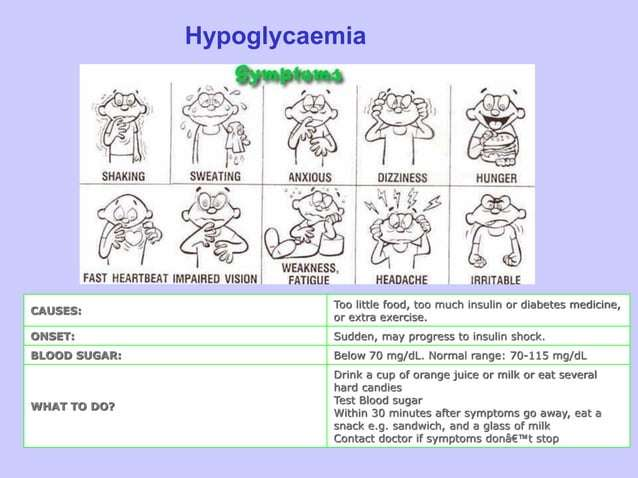 Hypoglycaemia
Symptoms
SHAKING SWEATING ANXIOUS DIZZINESS HUNGER
FAST HEARTBEAT IMPAIRED VISION WEAKNESS, FATIGUE HEADACHE IRRITABLE
CAUSES:
Too little food, too much insulin or diabetes medicine,
or extra exercise.
ONSET:
Sudden, may progress to insulin shock.
BLOOD SUGAR:
Below 70 mg/dL. Normal range: 70-115 mg/dL
WHAT TO DO?
Drink a cup of orange juice or milk or eat several
hard candies
Test Blood sugar
Within 30 minutes after symptoms go away, eat a
snack e.g. sandwich, and a glass of milk
Contact doctor if symptoms donâ€™t stop